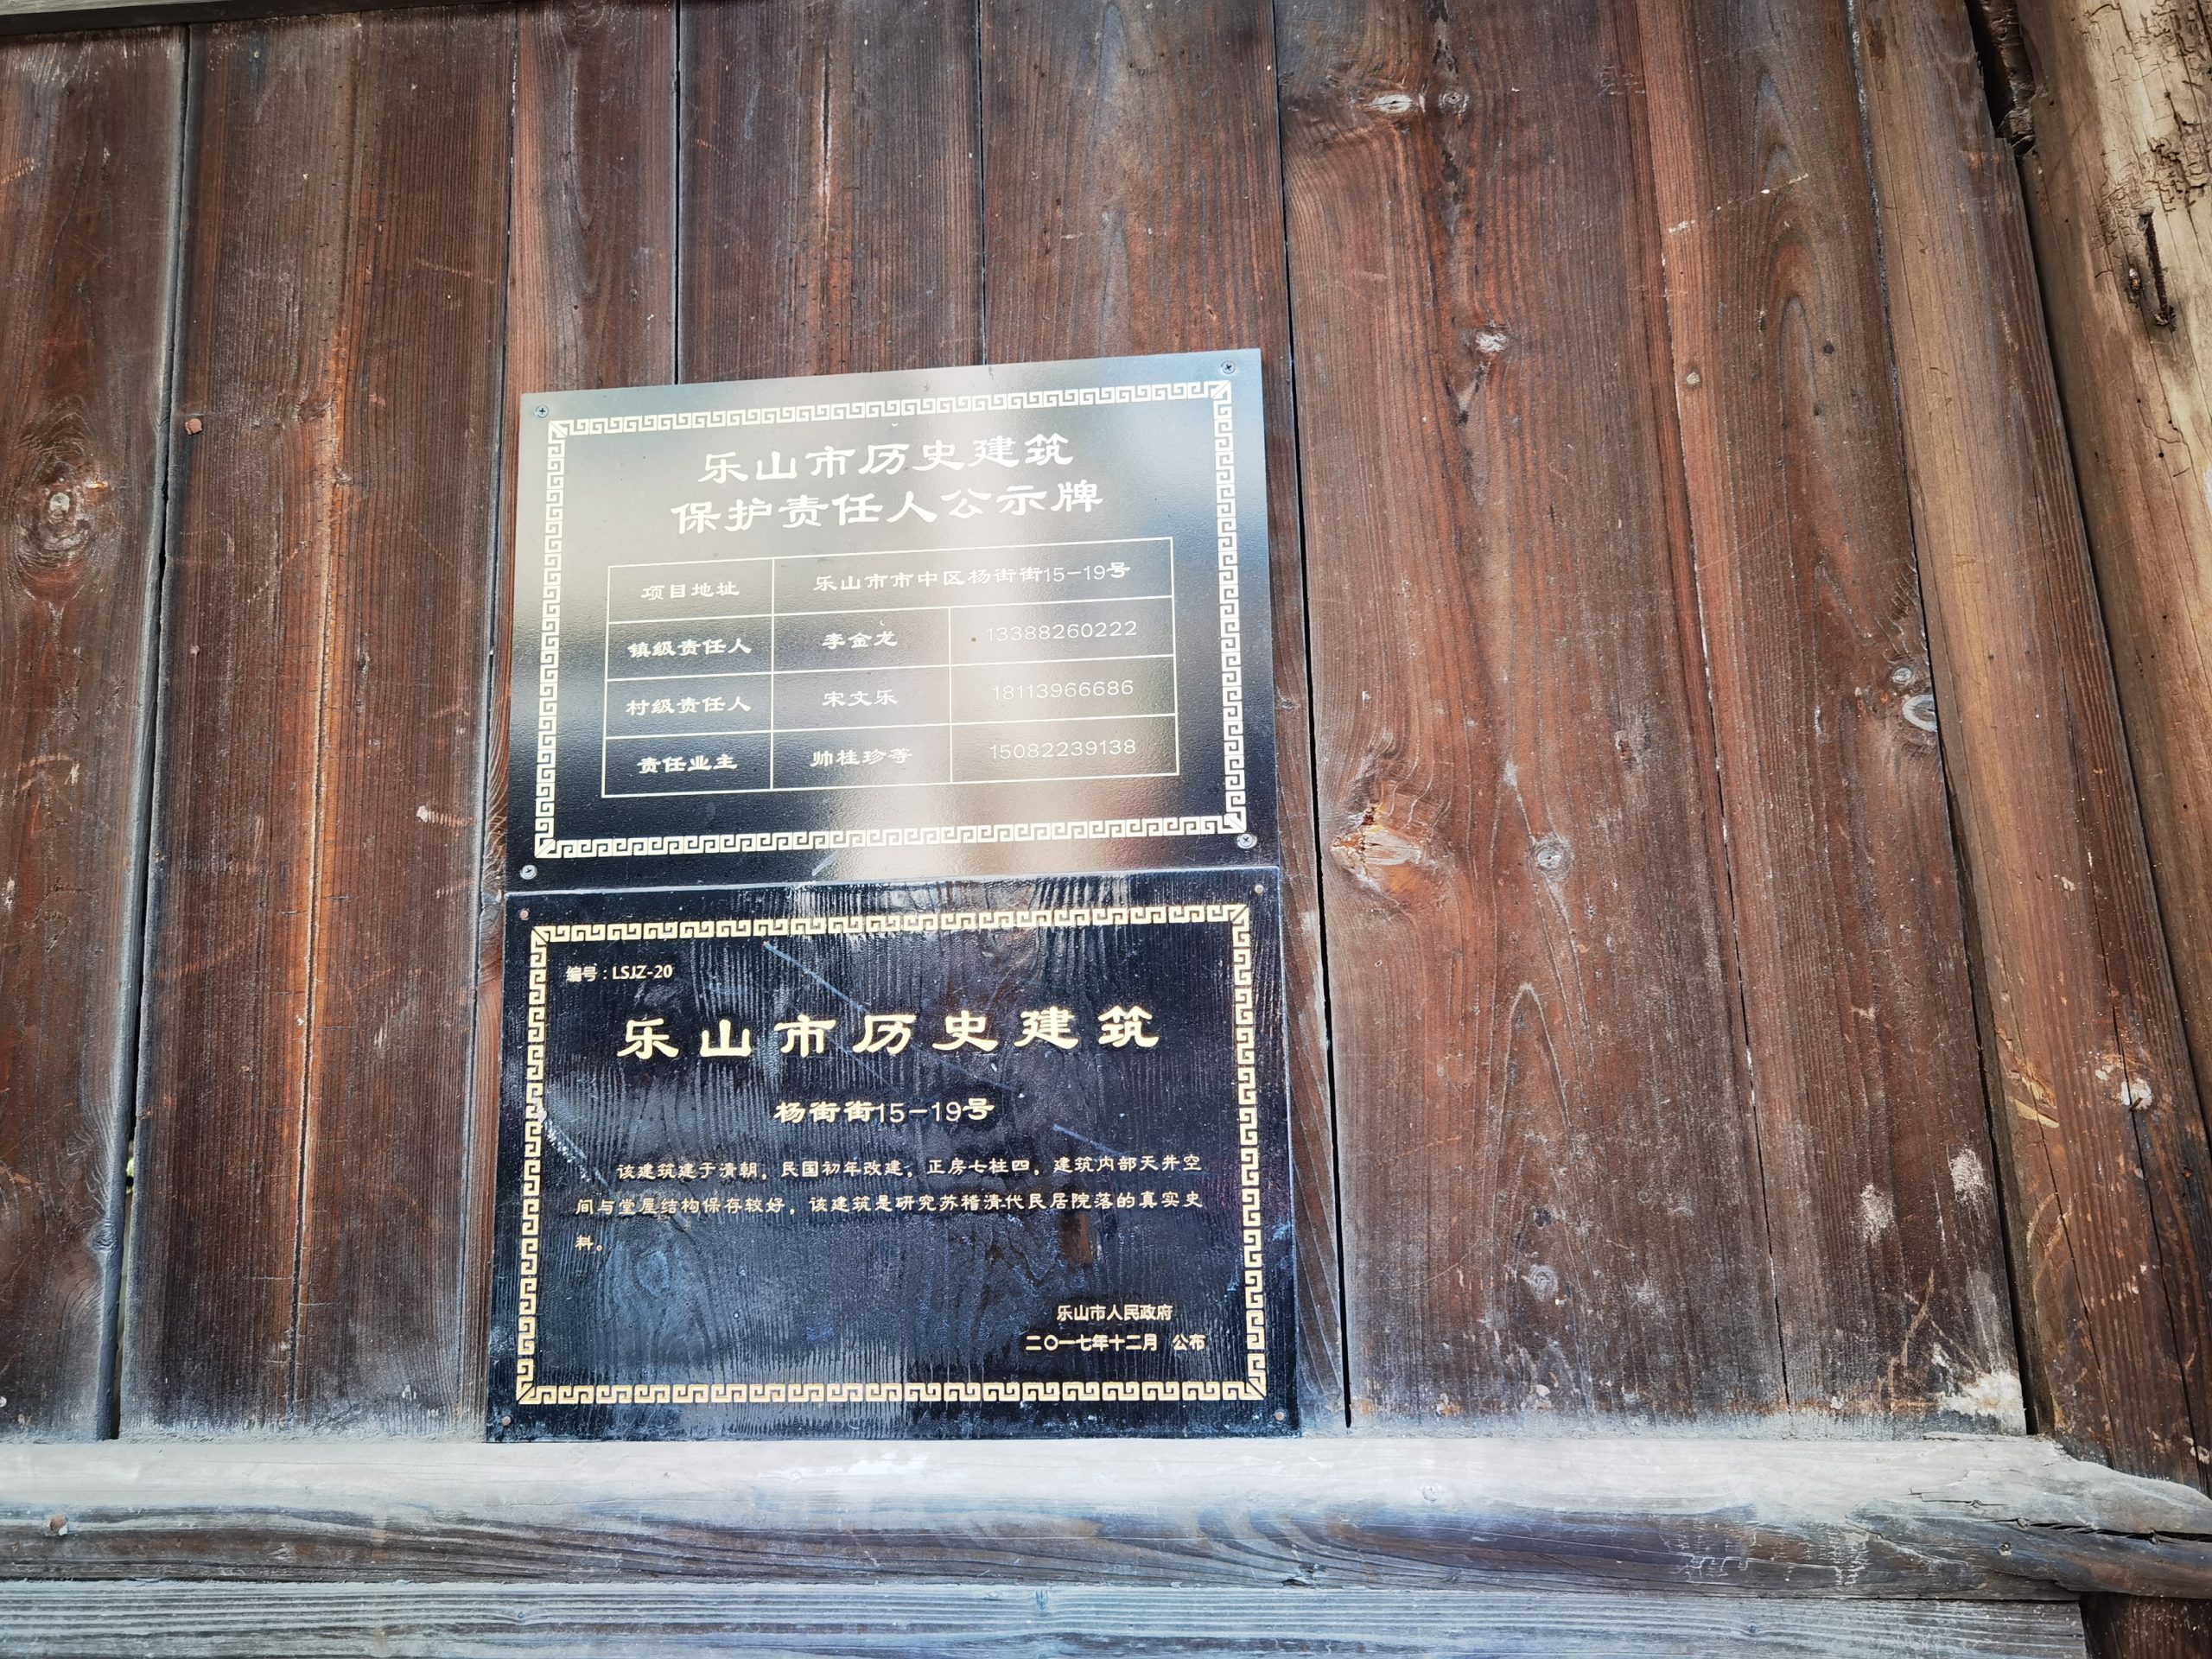 乐山市历史建筑
保护责任人公示牌
项目地址 乐山市市中区杨街街15-19号
镇级责任人 李金龙 13388260222
村级责任人 宋文乐 18113966686
责任业主 帅桂珍等 15082239138
编号：LSJZ-20
乐山市历史建筑
杨街街15-19号
该建筑建于清朝，民国初年改建，正房七柱四，建筑内部天井空
间与堂屋结构保存较好，该建筑是研究苏稽清代民居院落的真实史
料。
乐山市人民政府
二〇一七年十二月 公布